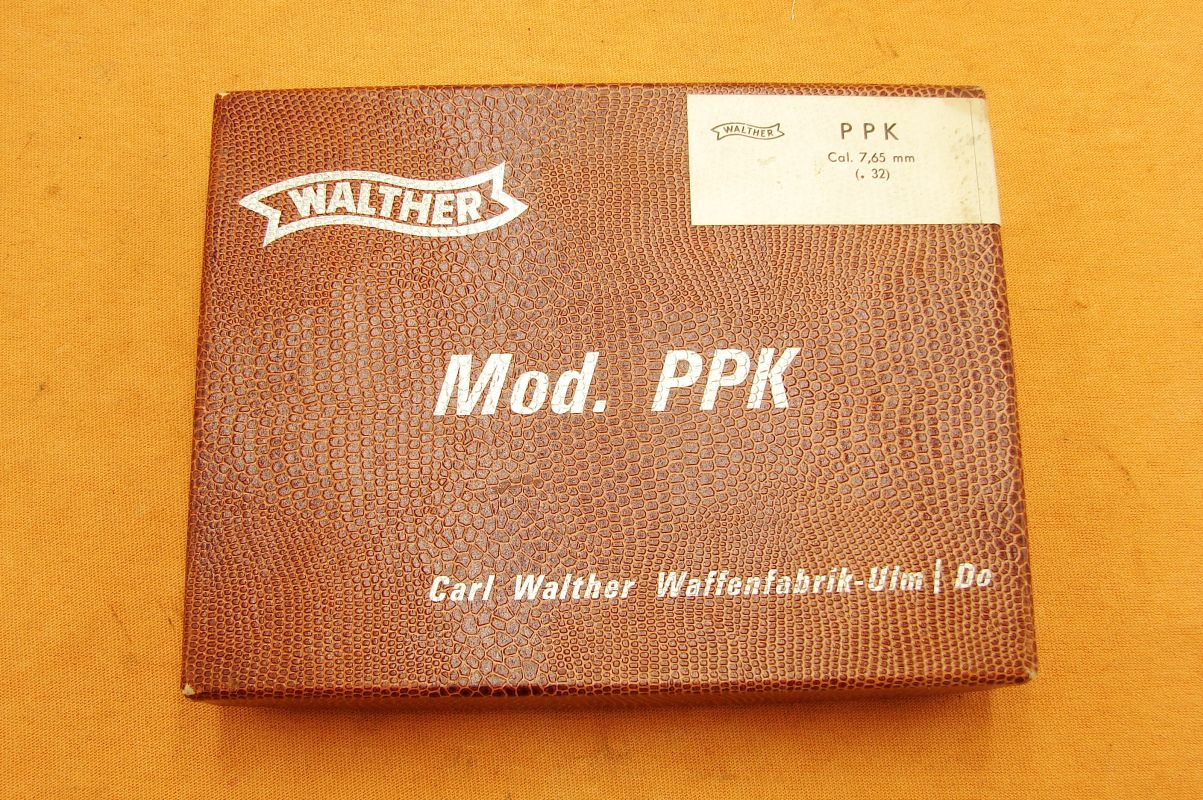 WALTHER
PPK
Cal. 7,65 mm
(. 32)
WALTHER
Mod. PPK
Carl Walther Waffenfabrik-Ulm | Do